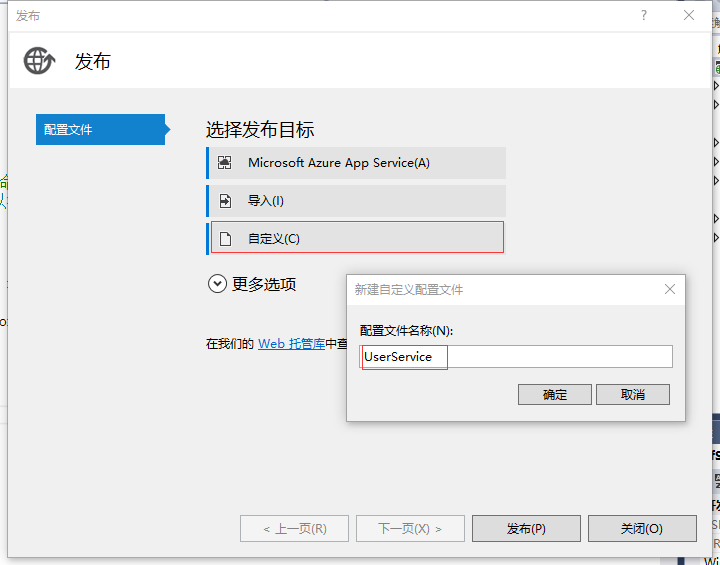 发布
?
发布
配置文件
选择发布目标
Microsoft Azure App Service(A)
导入(I)
自定义(C)
更多选项
在我们的 Web 托管库中查
新建自定义配置文件
配置文件名称(N):
UserService
确定
取消
< 上一页(R)
下一页(X) >
发布(P)
关闭(O)